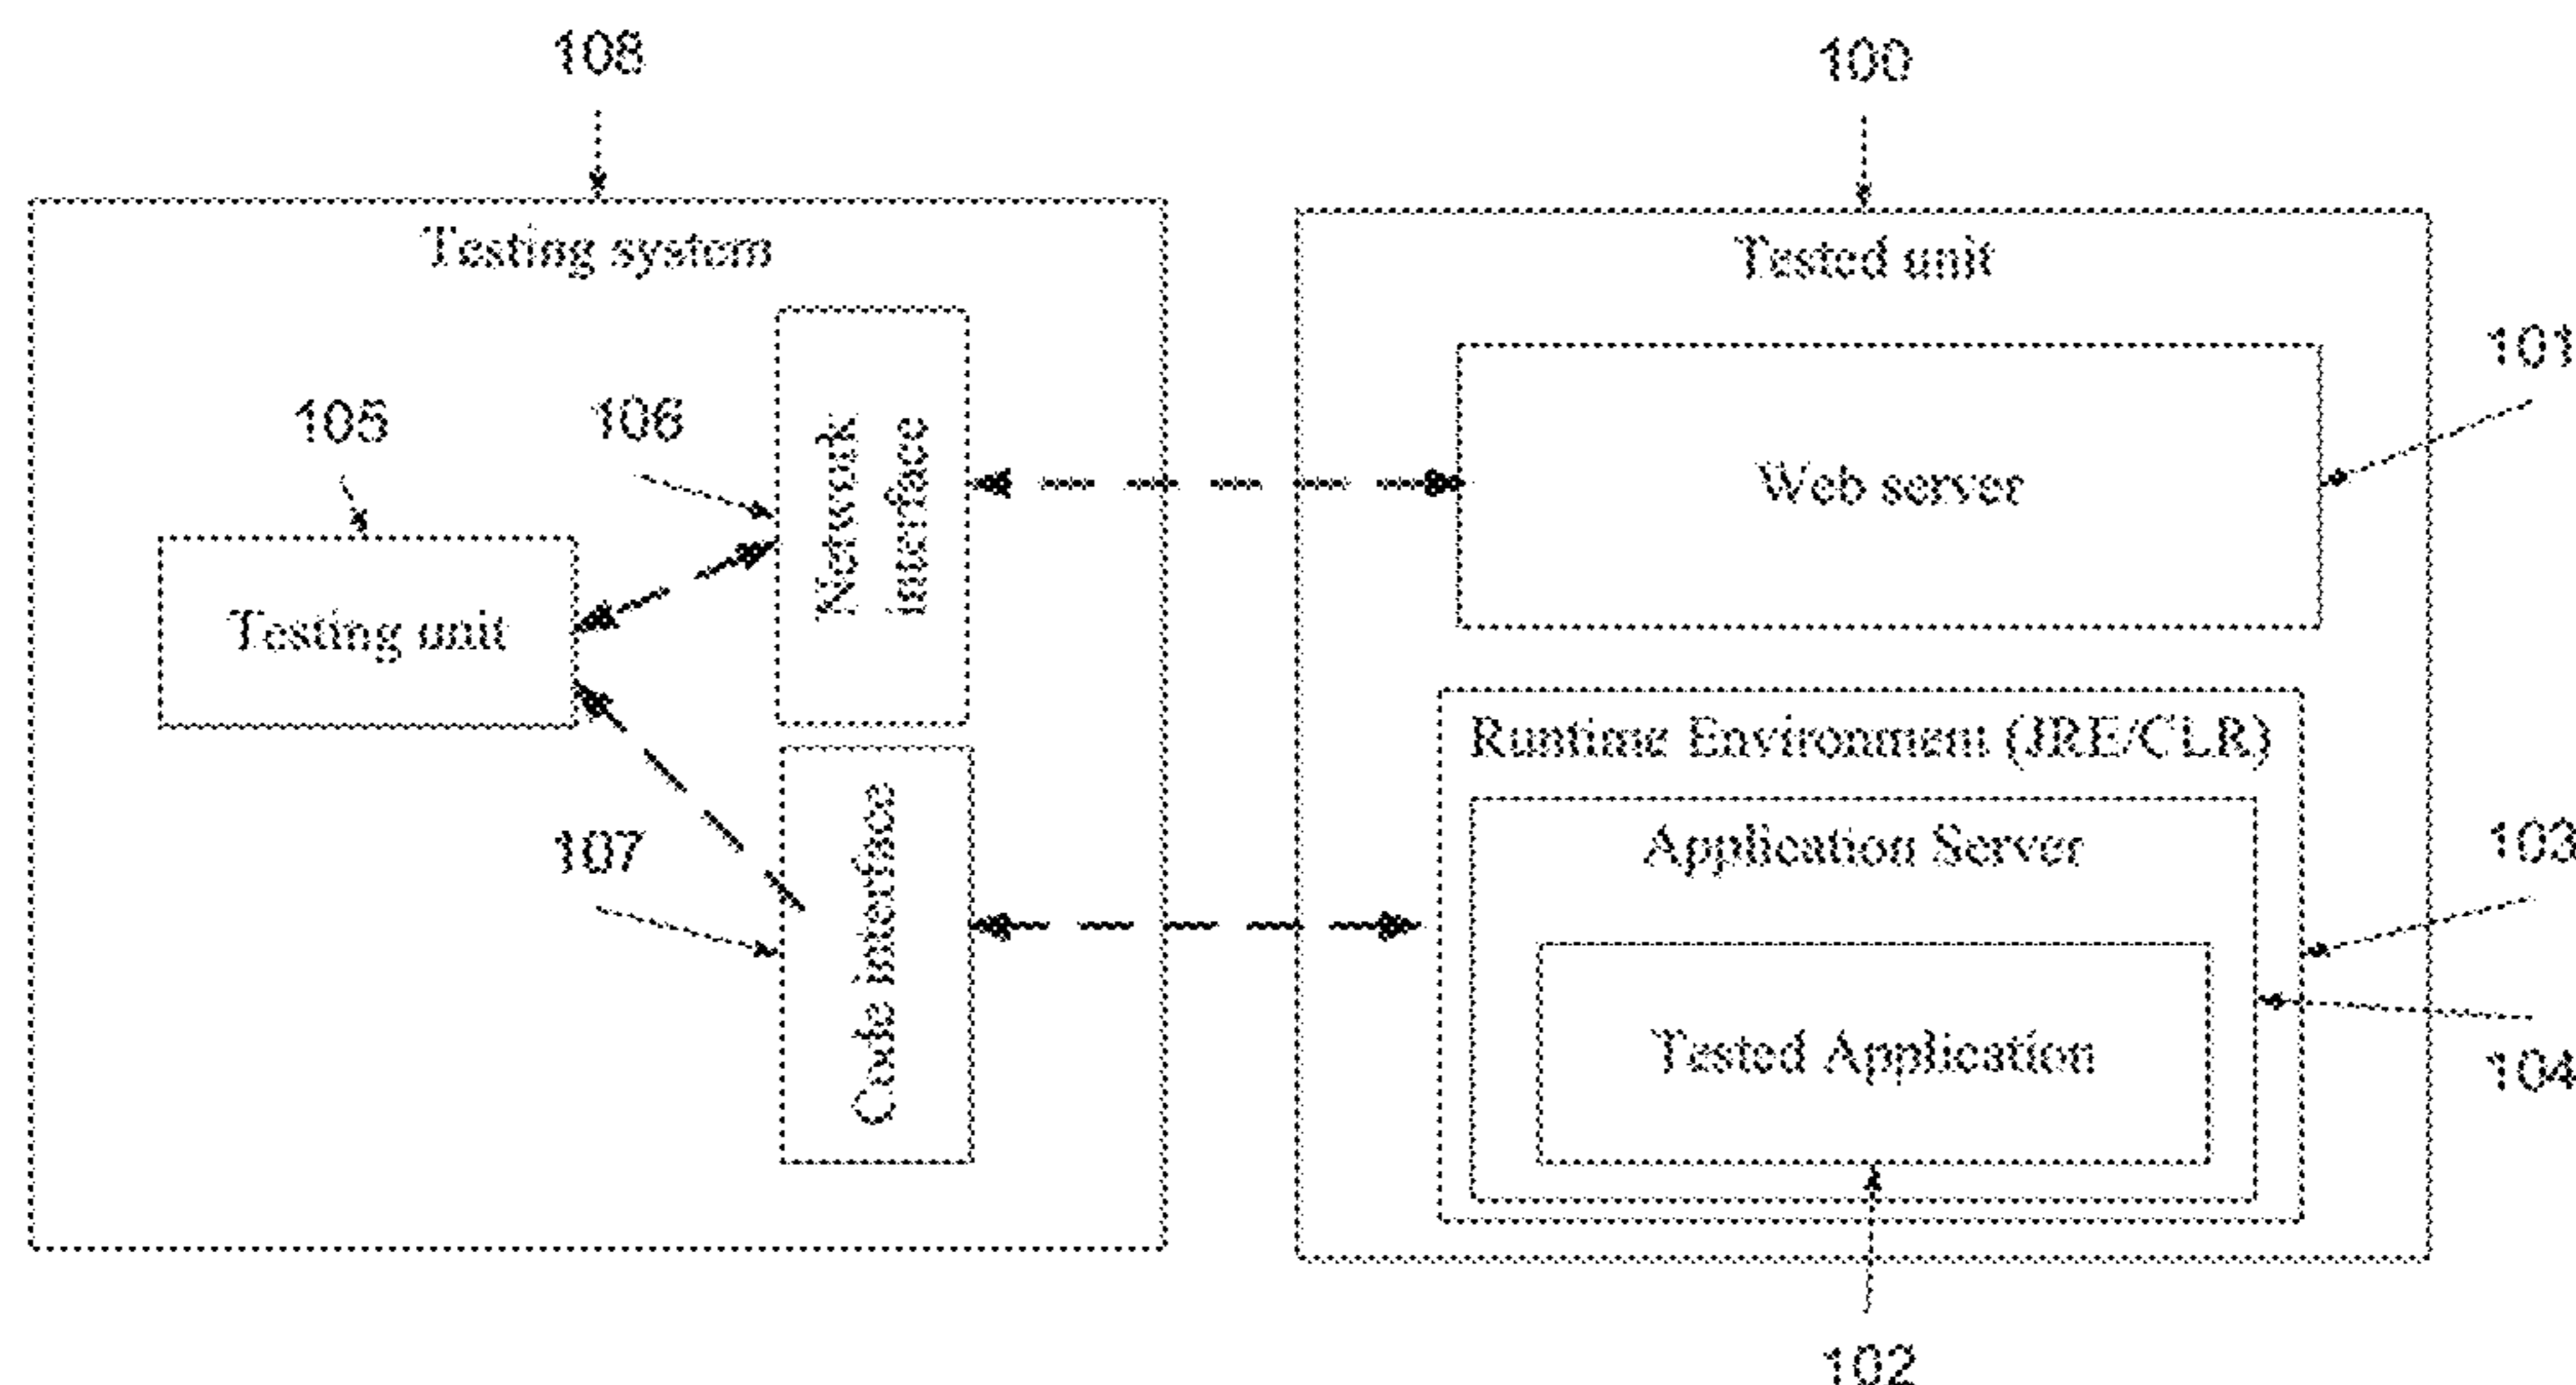 108
100
Testing system
Tested unit
101
105
106
Network
interface
Web server
Testing unit
Runtime Environment (JRE/CLR)
107
Code interface
Application Server
103
Tested Application
104
102